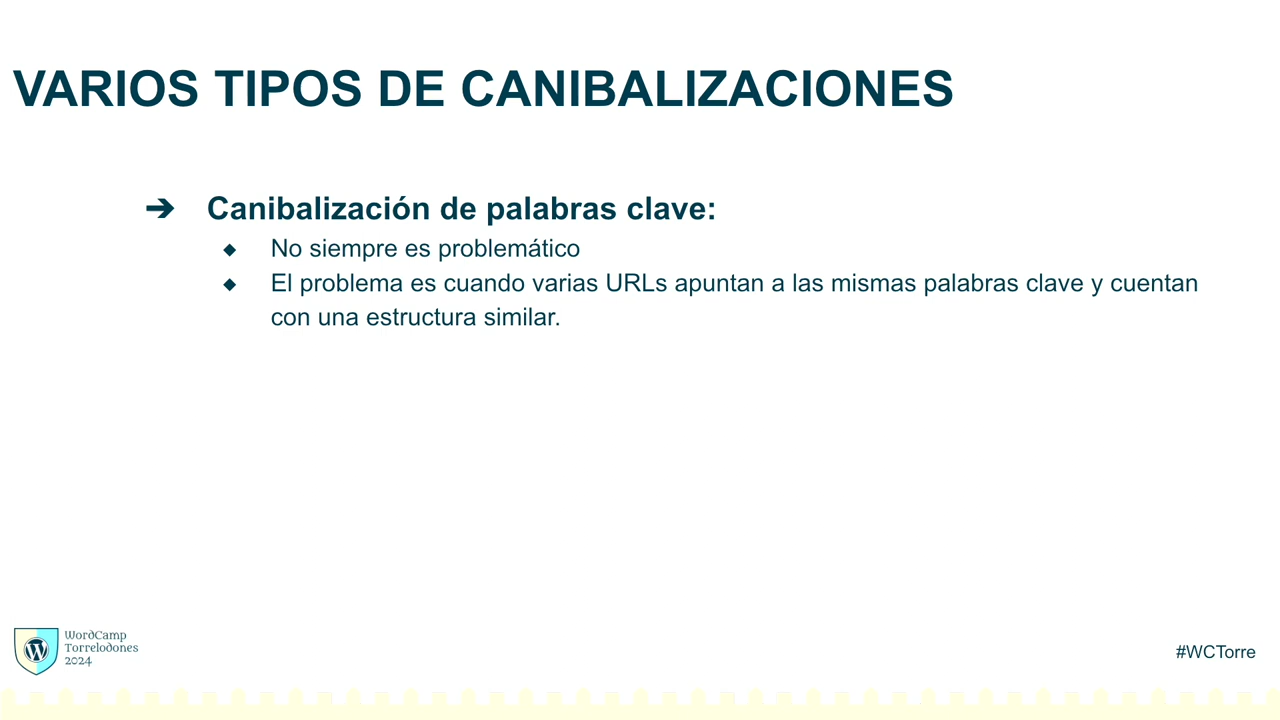 VARIOS TIPOS DE CANIBALIZACIONES
➔ Canibalización de palabras clave:
◆ No siempre es problemático
◆ El problema es cuando varias URLs apuntan a las mismas palabras clave y cuentan
con una estructura similar.
WordCamp
Torrelodones
2024
#WCTorre